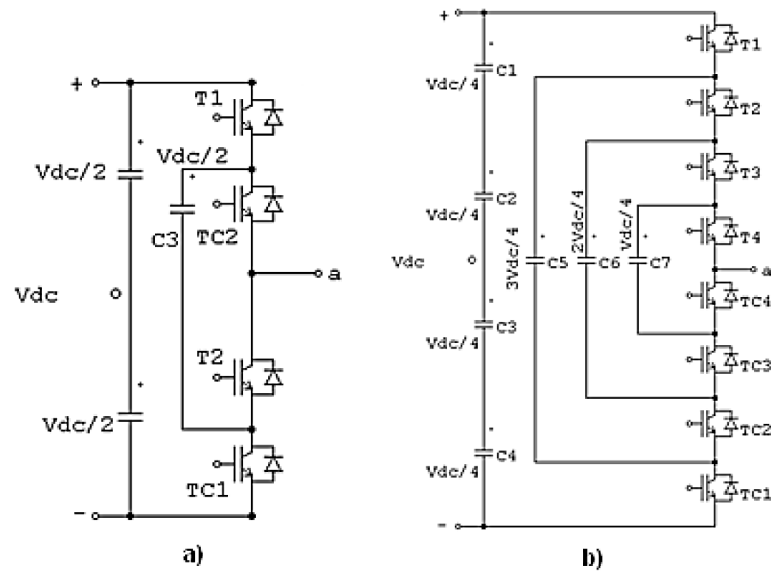 +
T1
Vdc/2
Vdc/2
C3
TC2
a
Vdc
T2
Vdc/2
TC1
-
a)
+
T1
C1
Vdc/4
T2
T3
C2
Vdc/4
T4
Vdc
3Vdc/4
C5
2Vdc/4
C6
Vdc/4
C7
a
TC4
C3
Vdc/4
TC3
TC2
C4
Vdc/4
TC1
-
b)